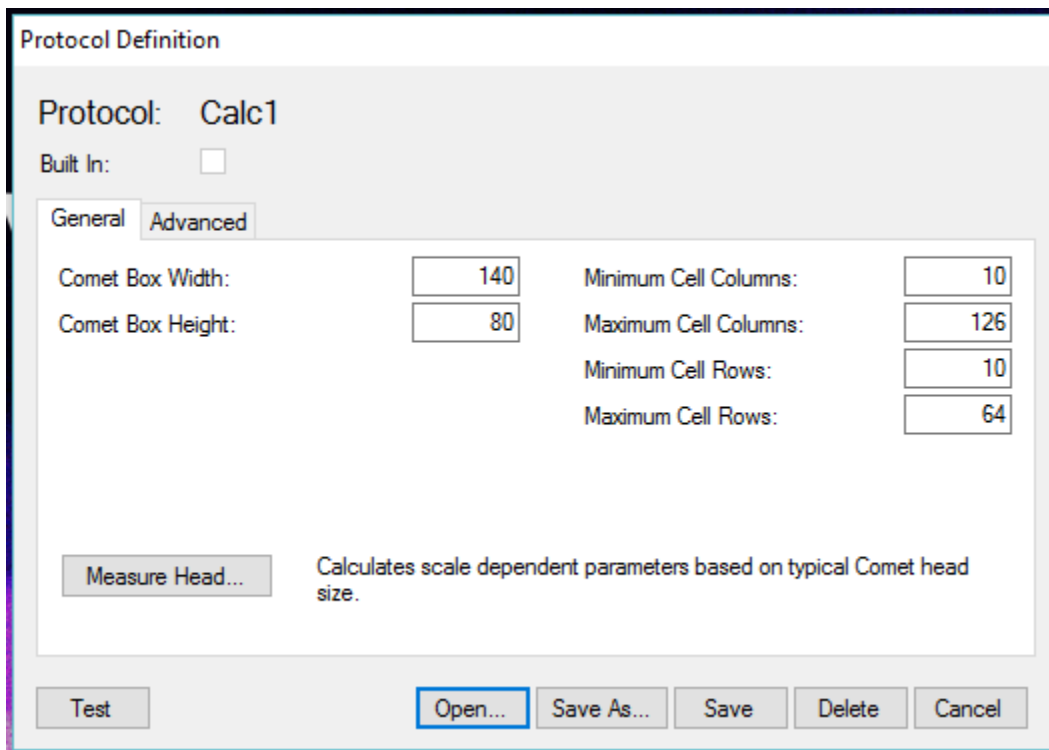 Protocol Definition
Protocol: Calc1
Built In:
General Advanced
Comet Box Width: 140 Minimum Cell Columns: 10
Comet Box Height: 80 Maximum Cell Columns: 126
Minimum Cell Rows: 10
Maximum Cell Rows: 64
Measure Head... Calculates scale dependent parameters based on typical Comet head
size.
Test Open... Save As... Save Delete Cancel